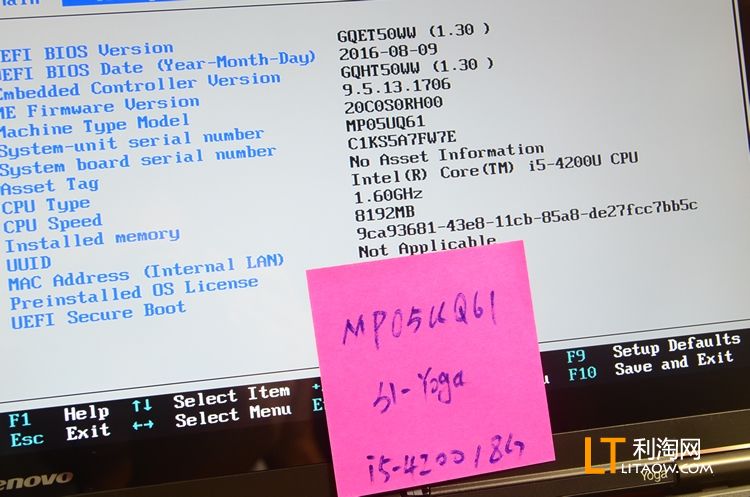 ain
EFI BIOS Version GQET50WW (1.30 )
EFI BIOS Date (Year-Month-Day) 2016-08-09
Embedded Controller Version GQHT50WW (1.30 )
ME Firmware Version 9.5.13.1706
Machine Type Model 20C0S0RH00
System-unit serial number MP05UQ61
System board serial number C1KS5A7FW7E
Asset Tag No Asset Information
CPU Type Intel(R) Core(TM) i5-4200U CPU
CPU Speed 1.60GHz
Installed memory 8192MB
UUID 9ca93681-43e8-11cb-85a8-de27fcc7bb5c
MAC Address (Internal LAN) Not Applicable
Preinstalled OS License
UEFI Secure Boot
MP05UQ61
S1-Yoga
i5-4200/8G
F1 Help ↑↓ Select Item F9 Setup Defaults
Esc Exit ←→ Select Menu F10 Save and Exit
enovo
Yoga
LT 利淘网
LITAOW.COM